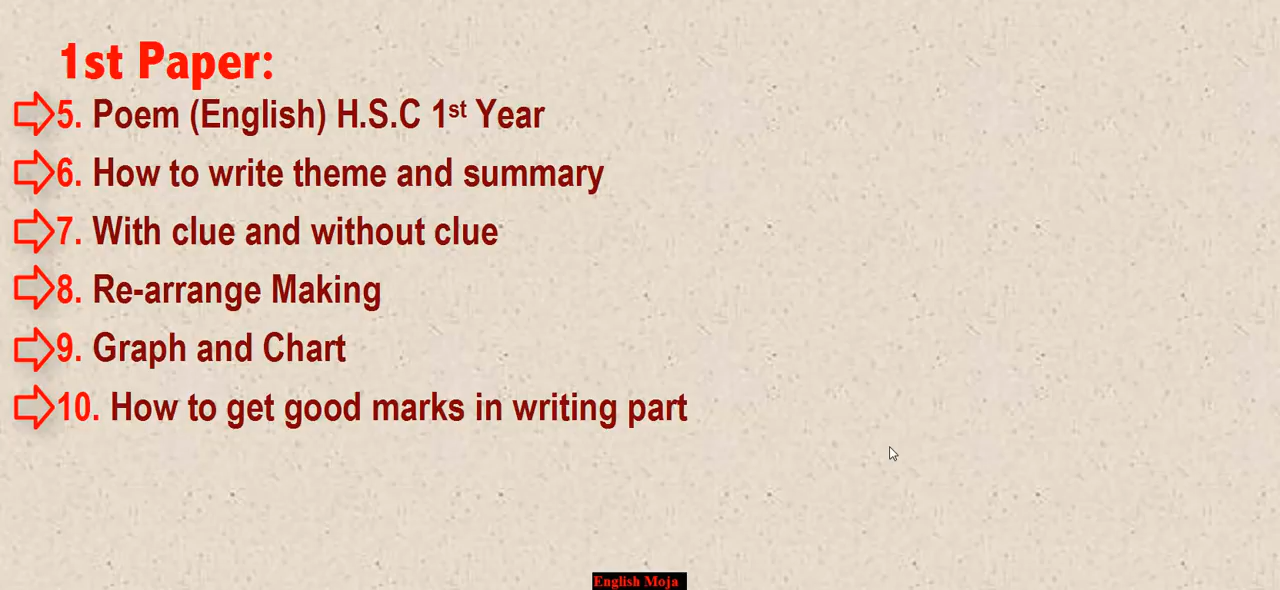 1st Paper:
5. Poem (English) H.S.C 1st Year
6. How to write theme and summary
7. With clue and without clue
8. Re-arrange Making
9. Graph and Chart
10. How to get good marks in writing part
English Moja